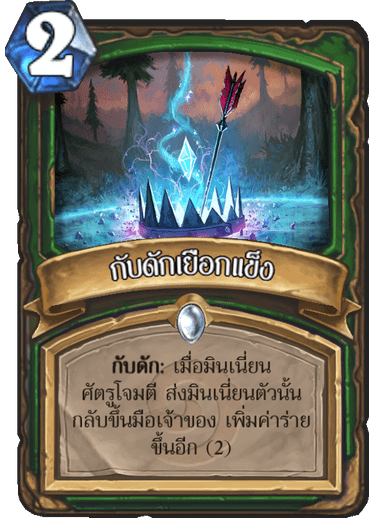 2
กับดักเยือกแข็ง
กับดัก: เมื่อมินเนี่ยน
ศัตรูโจมตี ส่งมินเนี่ยนตัวนั้น
กลับขึ้นมือเจ้าของ เพิ่มค่าร่าย
ขึ้นอีก (2)